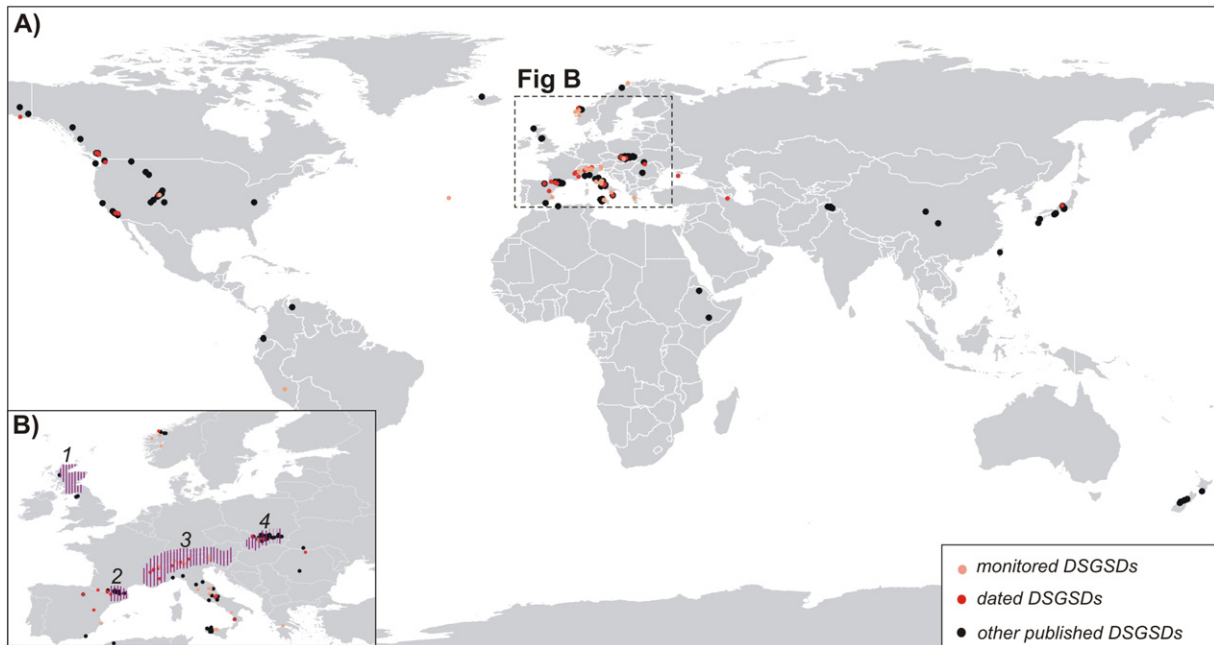 A)
Fig B
B)
1
2
3
4
monitored DSGSDs
dated DSGSDs
other published DSGSDs